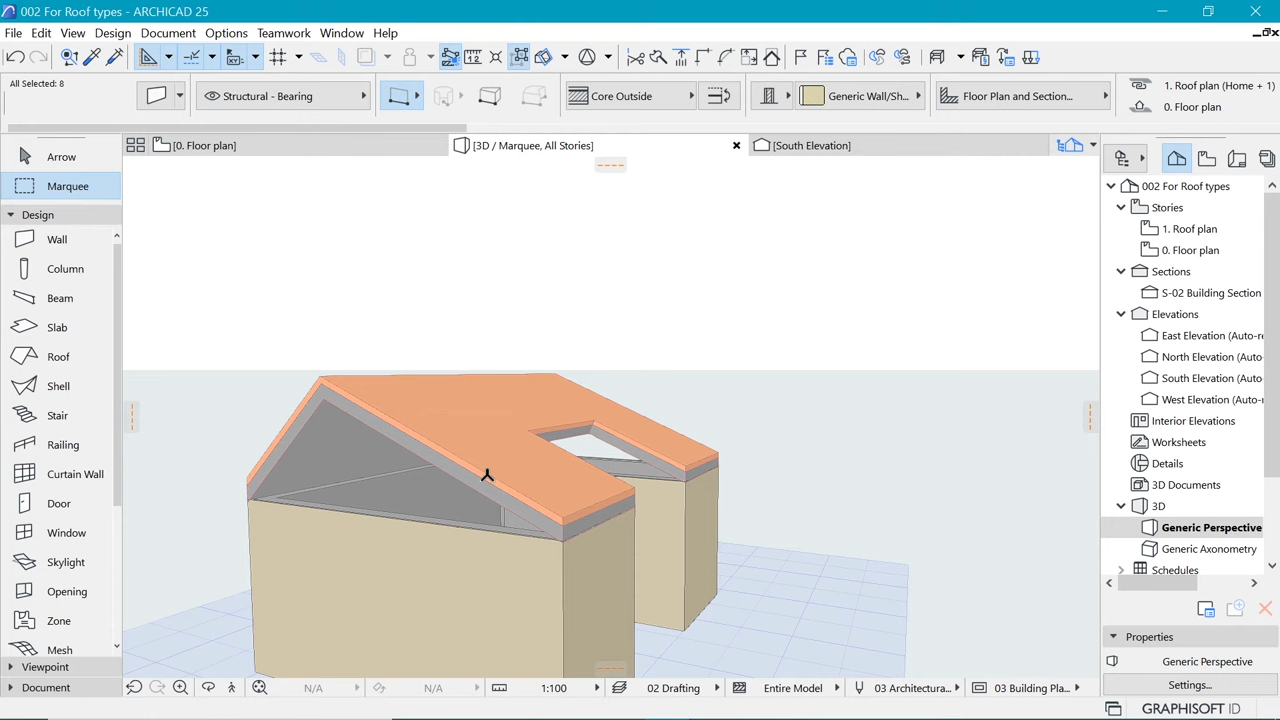 002 For Roof types - ARCHICAD 25
File Edit View Design Document Options Teamwork Window Help
All Selected: 8
Structural - Bearing
Core Outside
Generic Wall/Sh...
Floor Plan and Section...
1. Roof plan (Home + 1)
0. Floor plan
[0. Floor plan]
[3D / Marquee, All Stories]
[South Elevation]
Arrow
Marquee
Design
Wall
Column
Beam
Slab
Roof
Shell
Stair
Railing
Curtain Wall
Door
Window
Skylight
Opening
Zone
Mesh
Viewpoint
Document
002 For Roof types
Stories
1. Roof plan
0. Floor plan
Sections
S-02 Building Section
Elevations
East Elevation (Auto-re
North Elevation (Auto
South Elevation (Auto
West Elevation (Auto-r
Interior Elevations
Worksheets
Details
3D Documents
3D
Generic Perspective
Generic Axonometry
Schedules
Properties
Generic Perspective
Settings...
N/A
N/A
1:100
02 Drafting
Entire Model
03 Architectura...
03 Building Pla...
GRAPHISOFT ID